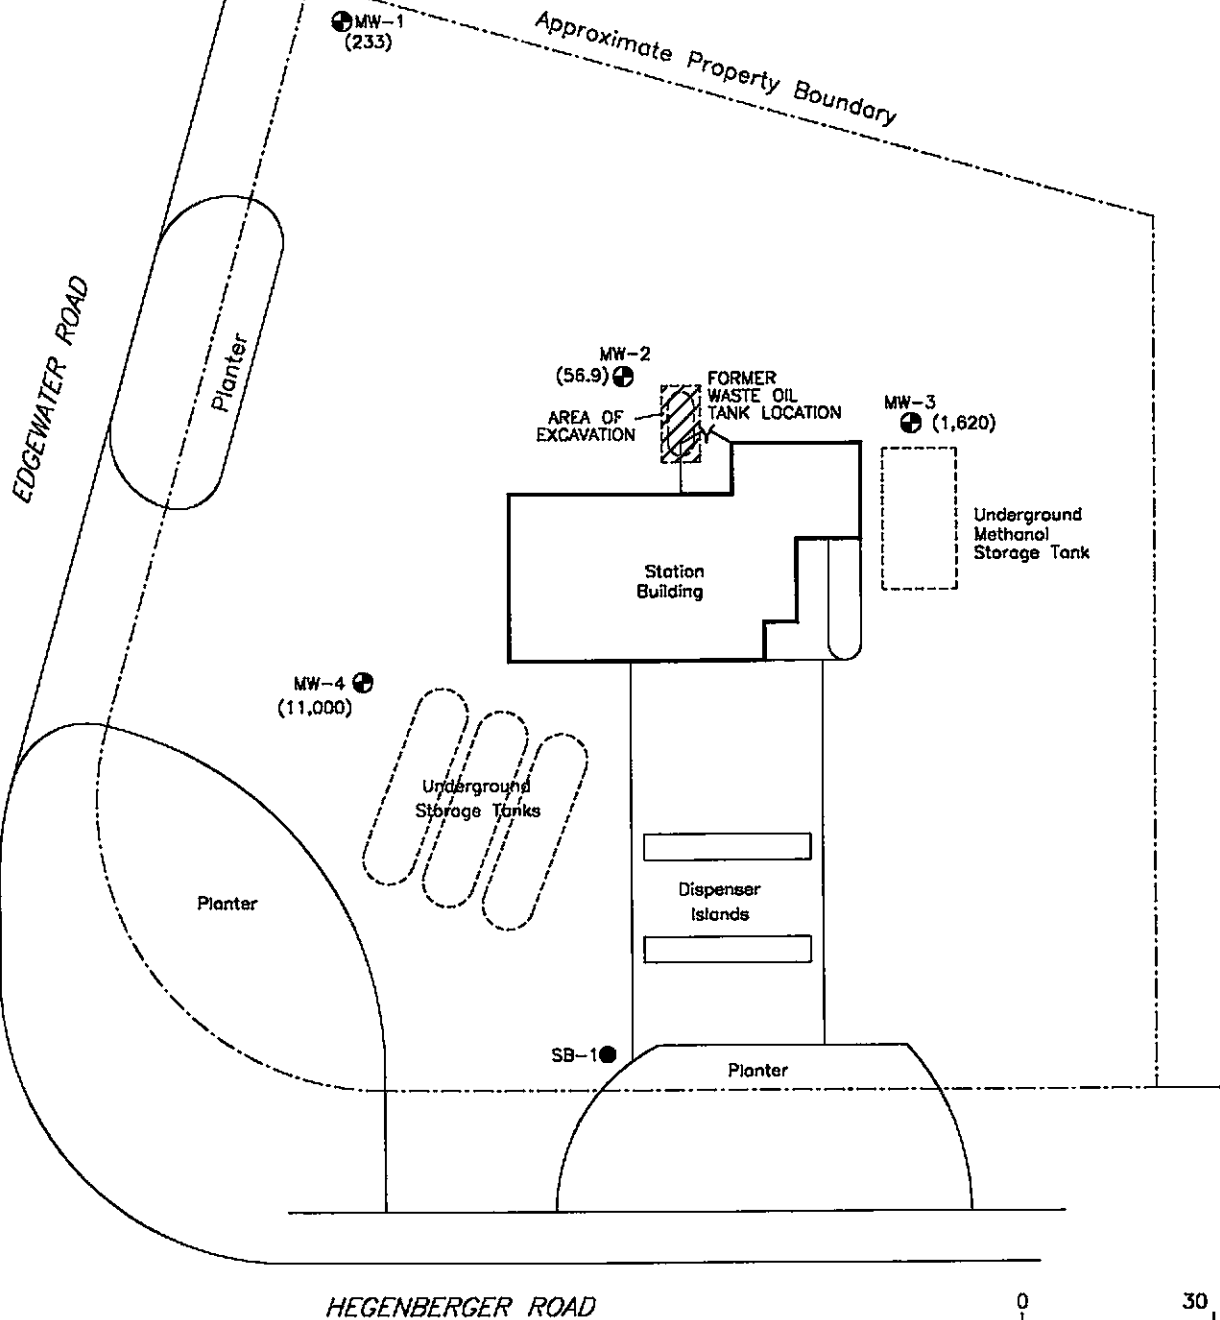 MW-1
(233)
Approximate Property Boundary
Planter
EDGEWATER ROAD
MW-2
(56.9)
FORMER
WASTE OIL
TANK LOCATION
AREA OF
EXCAVATION
MW-3
(1,620)
Underground
Methanol
Storage Tank
Station
Building
MW-4
(11,000)
Underground
Storage Tanks
Planter
Dispenser
Islands
SB-1
Planter
HEGENBERGER ROAD
0
30